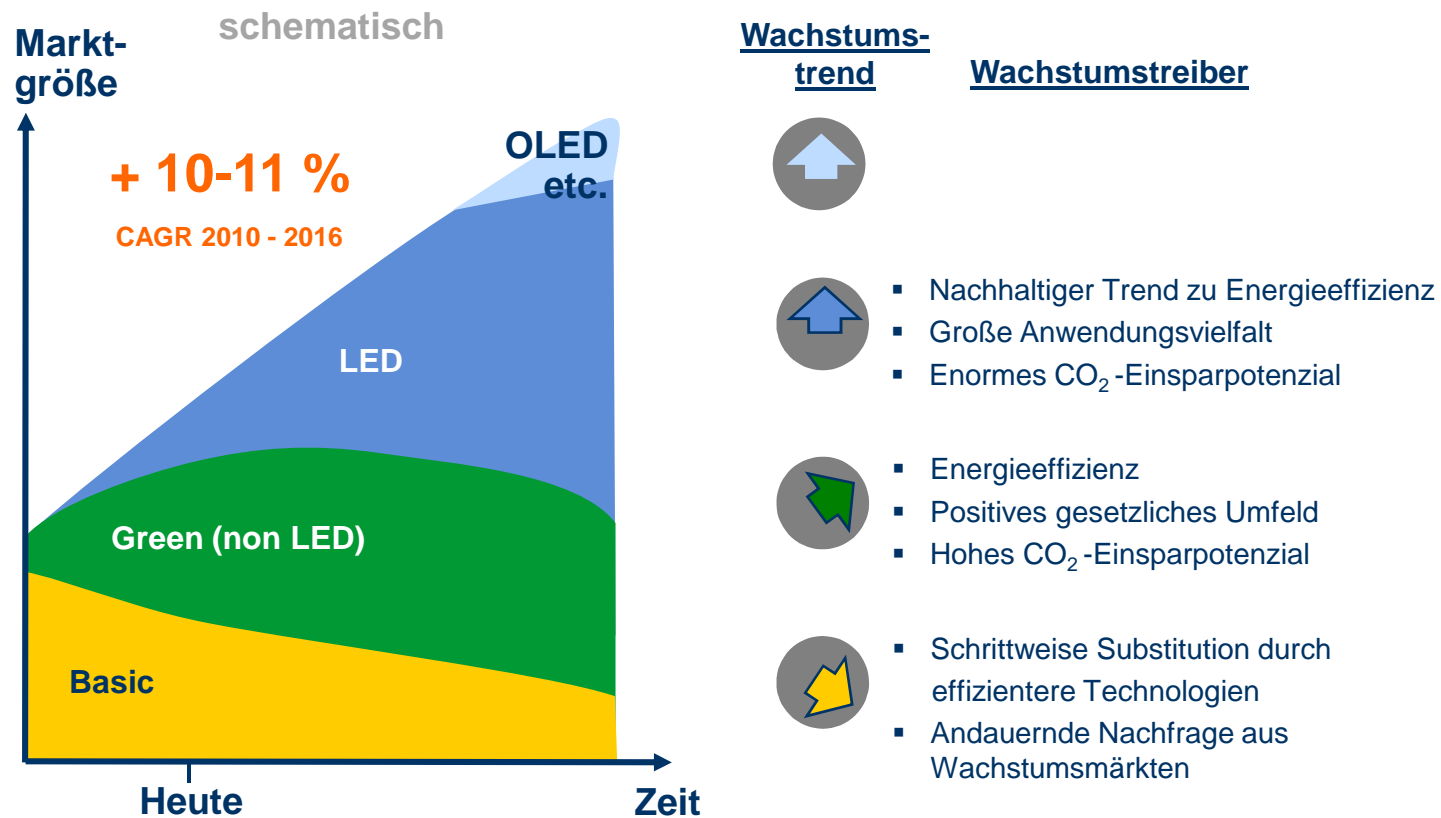 schematisch
Markt-
größe
+ 10-11 %
CAGR 2010 - 2016
OLED
etc.
LED
Green (non LED)
Basic
Heute
Zeit
Wachstums-
trend
Wachstumstreiber
▪ Nachhaltiger Trend zu Energieeffizienz
▪ Große Anwendungsvielfalt
▪ Enormes CO₂ -Einsparpotenzial
▪ Energieeffizienz
▪ Positives gesetzliches Umfeld
▪ Hohes CO₂ -Einsparpotenzial
▪ Schrittweise Substitution durch
effizientere Technologien
▪ Andauernde Nachfrage aus
Wachstumsmärkten